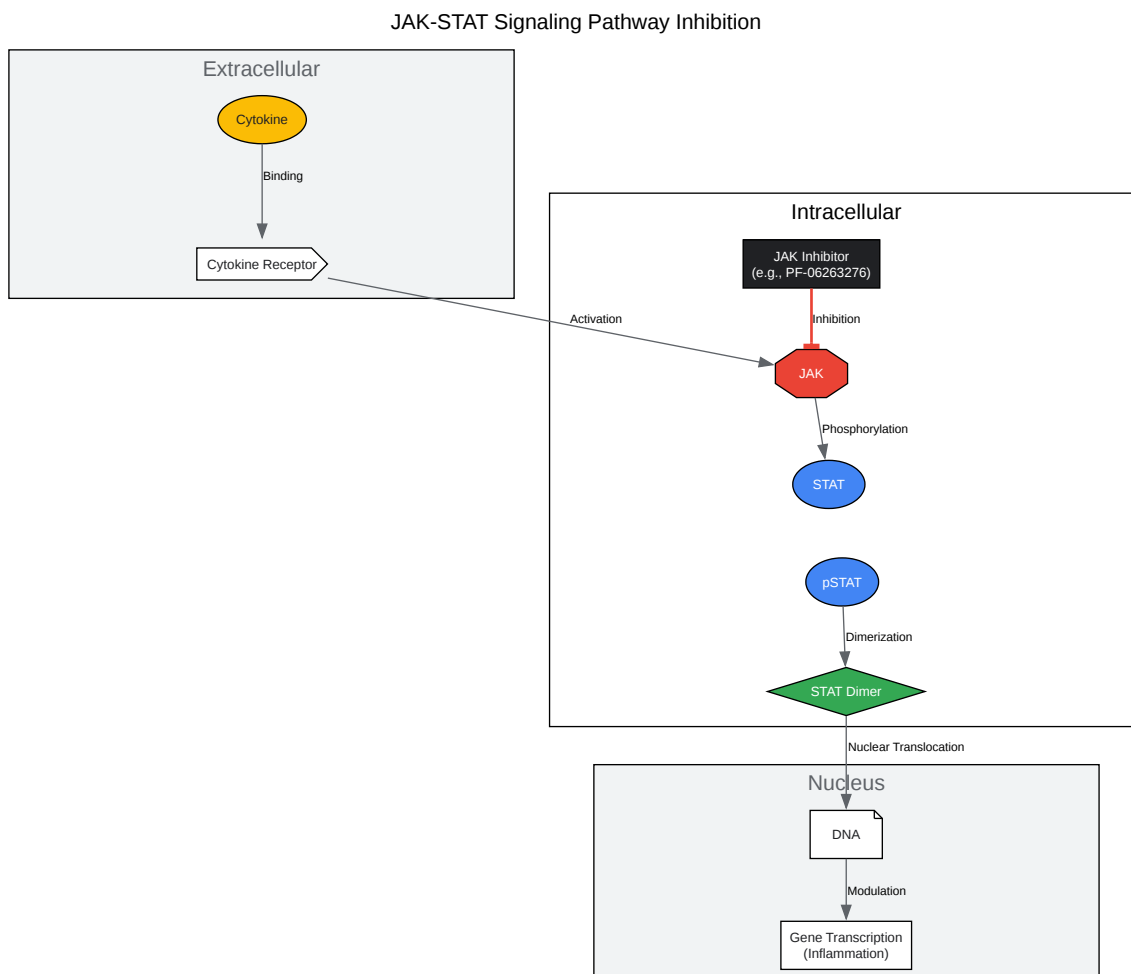 JAK-STAT Signaling Pathway Inhibition
Extracellular
Cytokine
Binding
Cytokine Receptor
Intracellular
JAK Inhibitor
(e.g., PF-06263276)
Activation
Inhibition
JAK
Phosphorylation
STAT
pSTAT
Dimerization
STAT Dimer
Nuclear Translocation
Nucleus
DNA
Modulation
Gene Transcription
(Inflammation)